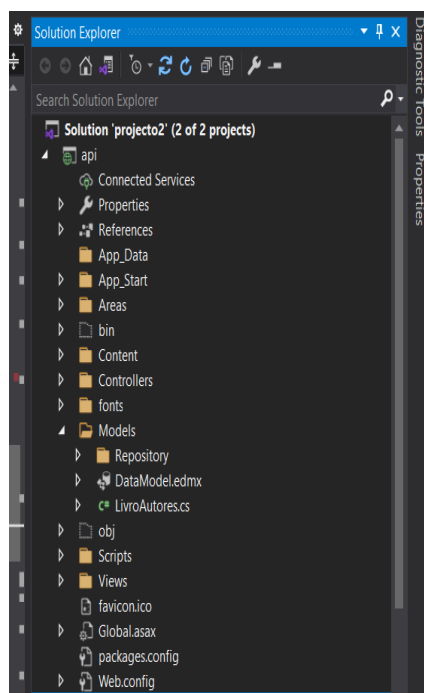 Solution Explorer
Search Solution Explorer
Solution 'projecto2' (2 of 2 projects)
api
Connected Services
Properties
References
App_Data
App_Start
Areas
bin
Content
Controllers
fonts
Models
Repository
DataModel.edmx
C# LivroAutores.cs
obj
Scripts
Views
favicon.ico
Global.asax
packages.config
Web.config
Diagnostic Tools
Properties